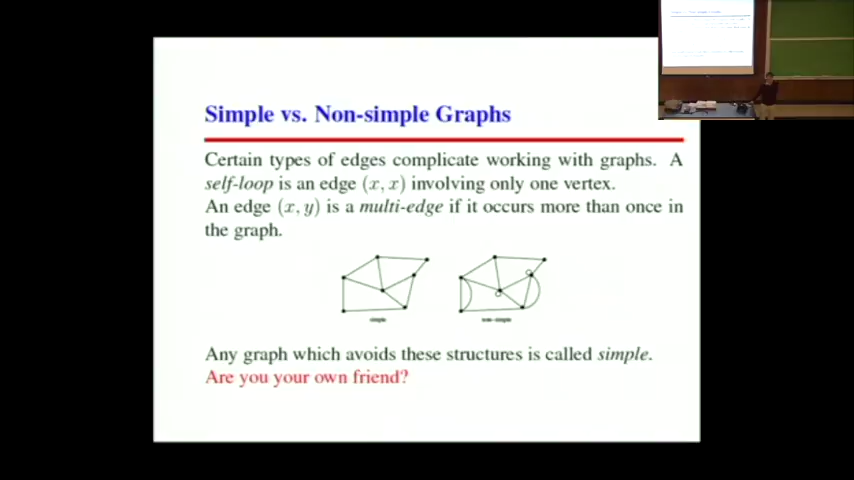 Simple vs. Non-simple Graphs
Certain types of edges complicate working with graphs. A
self-loop is an edge (x, x) involving only one vertex.
An edge (x, y) is a multi-edge if it occurs more than once in
the graph.
simple
non-simple
Any graph which avoids these structures is called simple.
Are you your own friend?